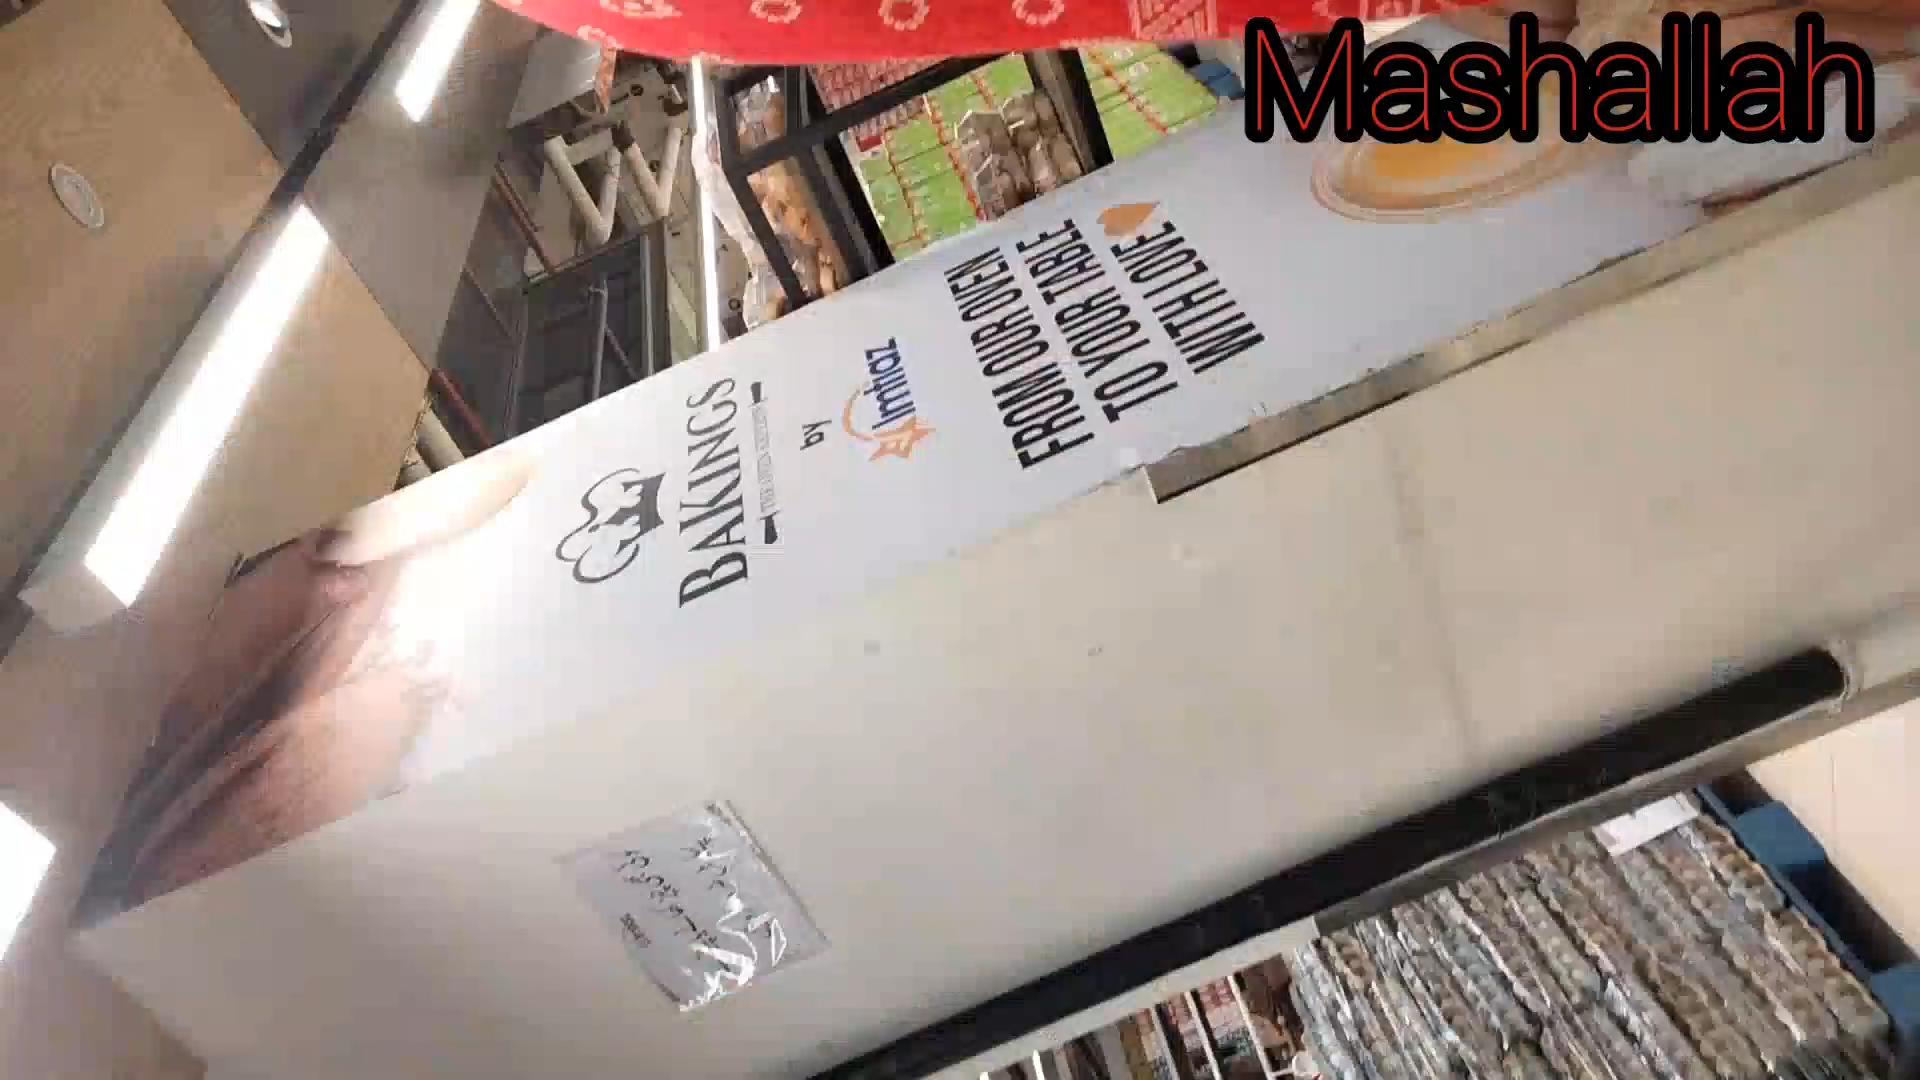 Mashallah
BAKINGS
by
Imtiaz
FROM OUR OVEN
TO YOUR TABLE
WITH LOVE